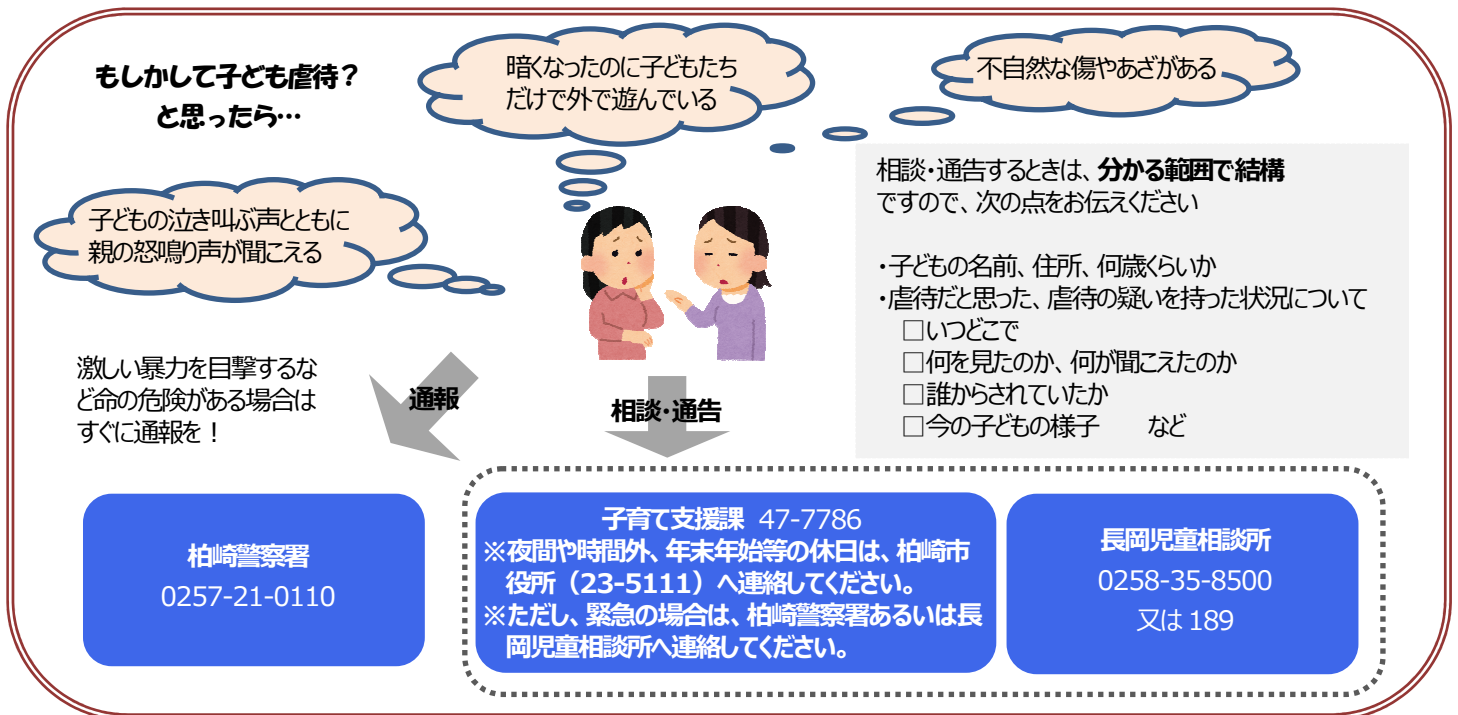 もしかして子ども虐待?
と思ったら…
暗くなったのに子どもたち
だけで外で遊んでいる
不自然な傷やあざがある
子どもの泣き叫ぶ声とともに
親の怒鳴り声が聞こえる
相談・通告するときは、分かる範囲で結構
ですので、次の点をお伝えください
・子どもの名前、住所、何歳くらいか
・虐待だと思った、虐待の疑いを持った状況について
□いつどこで
□何を見たのか、何が聞こえたのか
□誰からされていたか
□今の子どもの様子　　など
激しい暴力を目撃するな
ど命の危険がある場合は
すぐに通報を！
通報
相談・通告
柏崎警察署
0257-21-0110
子育て支援課 47-7786
※夜間や時間外、年末年始等の休日は、柏崎市
役所（23-5111）へ連絡してください。
※ただし、緊急の場合は、柏崎警察署あるいは長
岡児童相談所へ連絡してください。
長岡児童相談所
0258-35-8500
又は 189